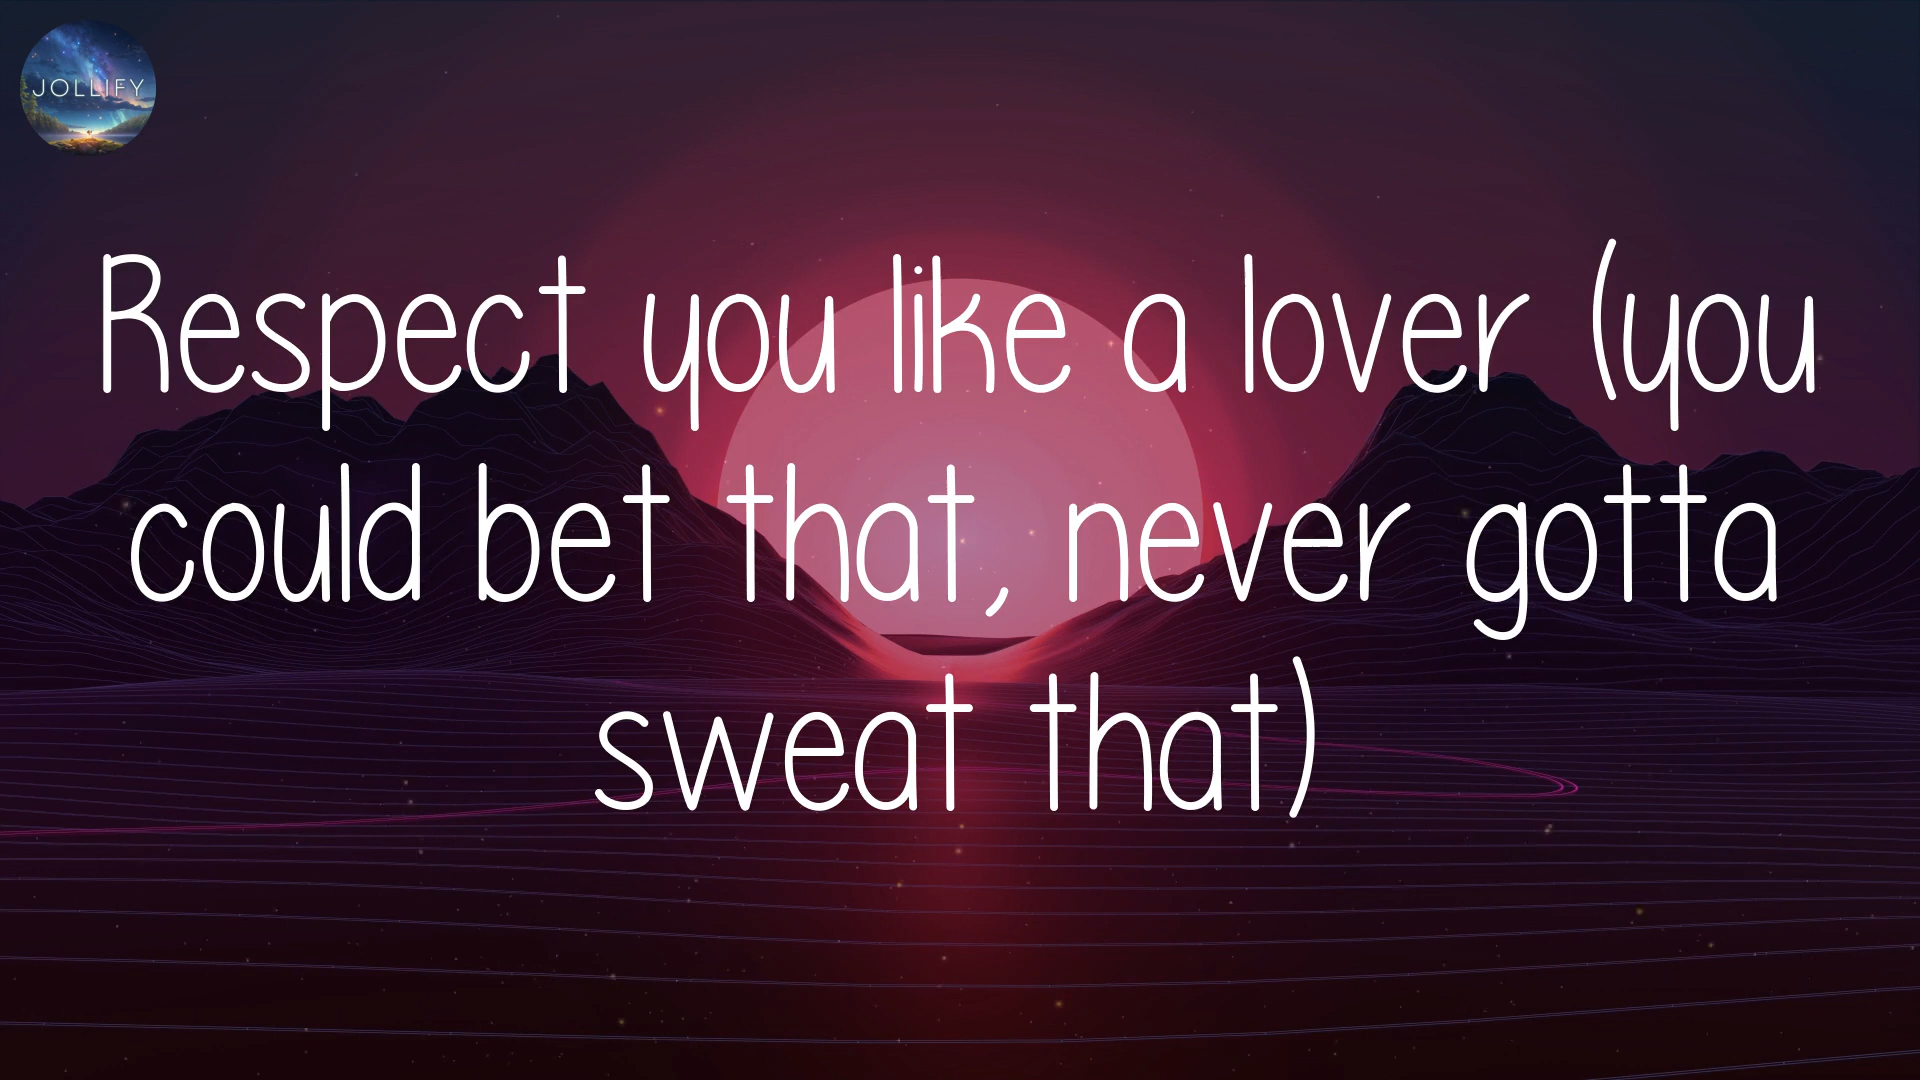 JOLLIFY
Respect you like a lover (you
could bet that, never gotta
sweat that)